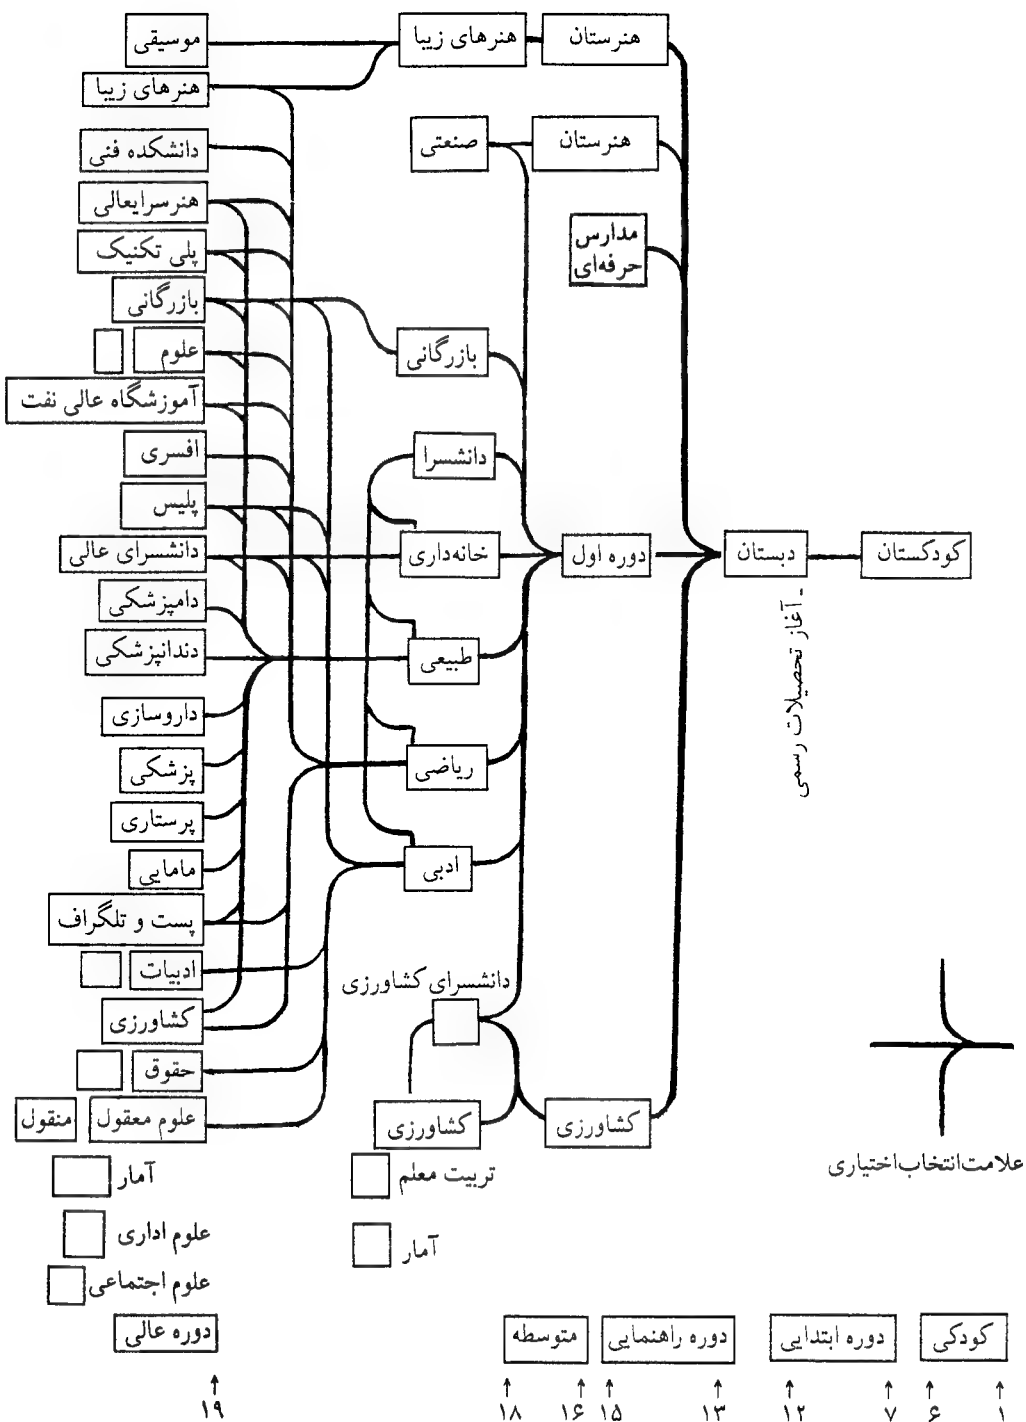 موسیقی
هنرهای زیبا
هنرستان
هنرهای زیبا
دانشکده فنی
صنعتی
هنرستان
هنرسرایعالی
پلی تکنیک
مدارس
حرفه‌ای
بازرگانی
بازرگانی
علوم
آموزشگاه عالی نفت
افسری
دانشسرا
پلیس
دانشسرای عالی
خانه‌داری
دوره اول
دبستان
کودکستان
ـ آغاز تحصیلات رسمی
دامپزشکی
دندانپزشکی
طبیعی
داروسازی
پزشکی
ریاضی
پرستاری
مامایی
ادبی
پست و تلگراف
ادبیات
دانشسرای کشاورزی
کشاورزی
حقوق
علوم معقول
منقول
کشاورزی
کشاورزی
علامت‌انتخاب‌اختیاری
آمار
تربیت معلم
علوم اداری
آمار
علوم اجتماعی
کودکی
دوره ابتدایی
دوره راهنمایی
متوسطه
دوره عالی
۱
۶
۷
۱۲
۱۳
۱۵
۱۶
۱۸
۱۹